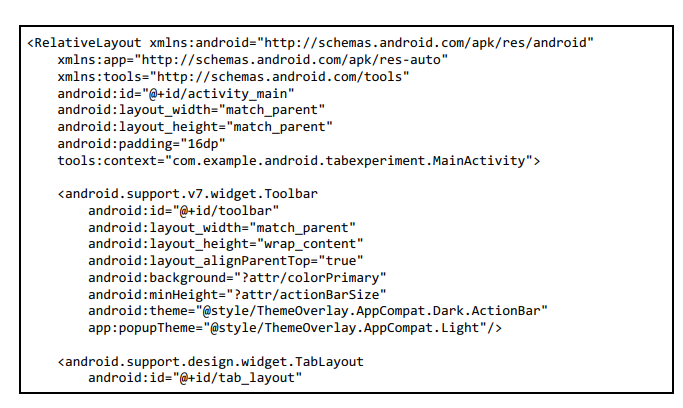 <RelativeLayout xmlns:android="http://schemas.android.com/apk/res/android"
    xmlns:app="http://schemas.android.com/apk/res-auto"
    xmlns:tools="http://schemas.android.com/tools"
    android:id="@+id/activity_main"
    android:layout_width="match_parent"
    android:layout_height="match_parent"
    android:padding="16dp"
    tools:context="com.example.android.tabexperiment.MainActivity">

    <android.support.v7.widget.Toolbar
        android:id="@+id/toolbar"
        android:layout_width="match_parent"
        android:layout_height="wrap_content"
        android:layout_alignParentTop="true"
        android:background="?attr/colorPrimary"
        android:minHeight="?attr/actionBarSize"
        android:theme="@style/ThemeOverlay.AppCompat.Dark.ActionBar"
        app:popupTheme="@style/ThemeOverlay.AppCompat.Light"/>

    <android.support.design.widget.TabLayout
        android:id="@+id/tab_layout"